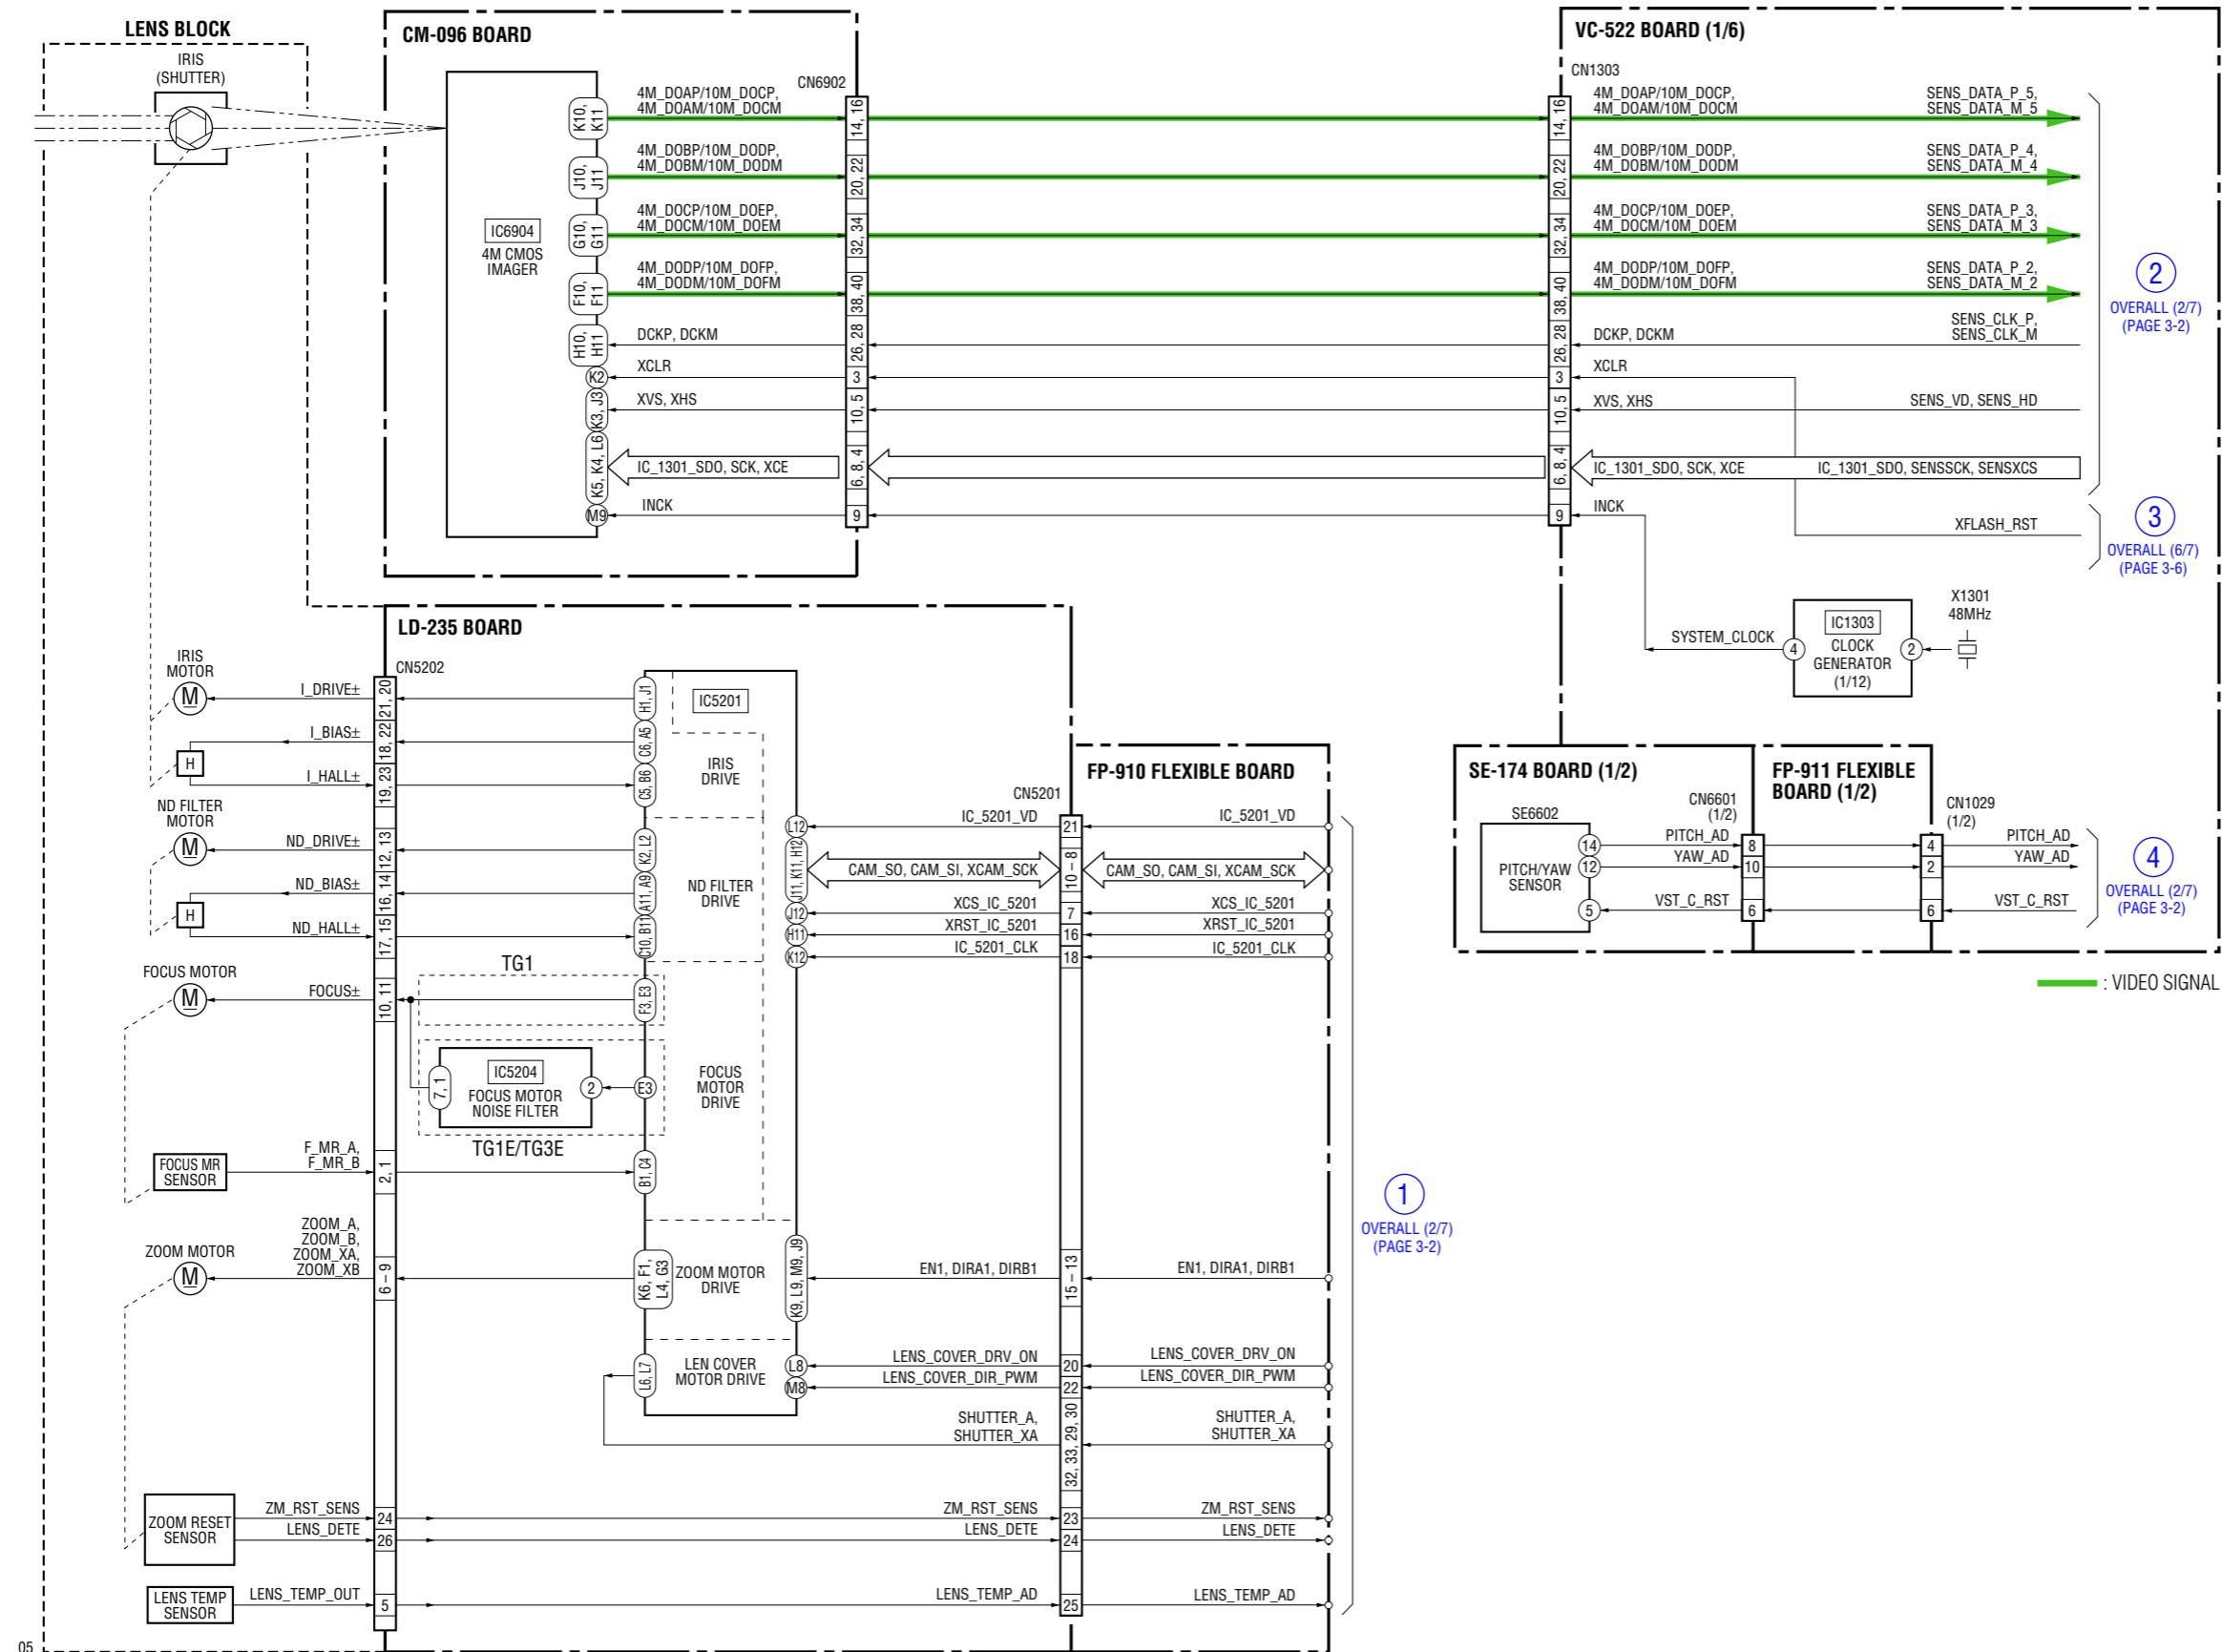 LENS BLOCK
IRIS
(SHUTTER)
CM-096 BOARD
IC6904
4M CMOS
IMAGER
K10,
K11
4M_DOAP/10M_DOCP,
4M_DOAM/10M_DOCM
J10,
J11
4M_DOBP/10M_DODP,
4M_DOBM/10M_DODM
G10,
G11
4M_DOCP/10M_DOEP,
4M_DOCM/10M_DOEM
F10,
F11
4M_DODP/10M_DOFP,
4M_DODM/10M_DOFM
H10,
H11
DCKP, DCKM
K2
XCLR
K3, J3
XVS, XHS
K5, K4, L6
IC_1301_SDO, SCK, XCE
M9
INCK
CN6902
14, 16
20, 22
32, 34
38, 40
26, 28
3
10, 5
6, 8, 4
9
VC-522 BOARD (1/6)
CN1303
14, 16
20, 22
32, 34
38, 40
26, 28
3
10, 5
6, 8, 4
9
4M_DOAP/10M_DOCP,
4M_DOAM/10M_DOCM
SENS_DATA_P_5,
SENS_DATA_M_5
4M_DOBP/10M_DODP,
4M_DOBM/10M_DODM
SENS_DATA_P_4,
SENS_DATA_M_4
4M_DOCP/10M_DOEP,
4M_DOCM/10M_DOEM
SENS_DATA_P_3,
SENS_DATA_M_3
4M_DODP/10M_DOFP,
4M_DODM/10M_DOFM
SENS_DATA_P_2,
SENS_DATA_M_2
DCKP, DCKM
SENS_CLK_P,
SENS_CLK_M
XCLR
XVS, XHS
SENS_VD, SENS_HD
IC_1301_SDO, SCK, XCE
IC_1301_SDO, SENSSCK, SENSXCS
INCK
XFLASH_RST
2
OVERALL (2/7)
(PAGE 3-2)
3
OVERALL (6/7)
(PAGE 3-6)
SYSTEM_CLOCK
4
IC1303
CLOCK
GENERATOR
(1/12)
2
X1301
48MHz
SE-174 BOARD (1/2)
SE6602
PITCH/YAW
SENSOR
14
12
5
PITCH_AD
YAW_AD
VST_C_RST
CN6601
(1/2)
8
10
6
FP-911 FLEXIBLE
BOARD (1/2)
CN1029
(1/2)
4
2
6
PITCH_AD
YAW_AD
VST_C_RST
4
OVERALL (2/7)
(PAGE 3-2)
: VIDEO SIGNAL
LD-235 BOARD
CN5202
IRIS
MOTOR
M
I_DRIVE±
21, 20
H1, J1
I_BIAS±
18, 22
C6, A5
H
I_HALL±
19, 23
C5, B6
ND FILTER
MOTOR
M
ND_DRIVE±
12, 13
K2, L2
ND_BIAS±
16, 14
A11, A9
H
ND_HALL±
17, 15
C10, B11
FOCUS MOTOR
M
FOCUS±
10, 11
TG1
F3, E3
IC5204
FOCUS MOTOR
NOISE FILTER
7, 1
2
E3
TG1E/TG3E
FOCUS MR
SENSOR
F_MR_A,
F_MR_B
2, 1
B1, C4
ZOOM MOTOR
M
ZOOM_A,
ZOOM_B,
ZOOM_XA,
ZOOM_XB
6 – 9
K6, F1,
L4, G3
L6, L7
ZOOM RESET
SENSOR
ZM_RST_SENS
24
LENS_DETE
26
LENS TEMP
SENSOR
LENS_TEMP_OUT
5
IC5201
IRIS
DRIVE
ND FILTER
DRIVE
FOCUS
MOTOR
DRIVE
ZOOM MOTOR
DRIVE
LEN COVER
MOTOR DRIVE
L12
J11, K11, H12
J12
H11
K12
K9, L9, M9, J9
L8
M8
FP-910 FLEXIBLE BOARD
CN5201
IC_5201_VD
21
IC_5201_VD
CAM_SO, CAM_SI, XCAM_SCK
10 – 8
CAM_SO, CAM_SI, XCAM_SCK
XCS_IC_5201
7
XCS_IC_5201
XRST_IC_5201
16
XRST_IC_5201
IC_5201_CLK
18
IC_5201_CLK
EN1, DIRA1, DIRB1
15 – 13
EN1, DIRA1, DIRB1
LENS_COVER_DRV_ON
20
LENS_COVER_DRV_ON
LENS_COVER_DIR_PWM
22
LENS_COVER_DIR_PWM
SHUTTER_A,
SHUTTER_XA
32, 33, 29, 30
SHUTTER_A,
SHUTTER_XA
ZM_RST_SENS
23
ZM_RST_SENS
LENS_DETE
24
LENS_DETE
LENS_TEMP_AD
25
LENS_TEMP_AD
1
OVERALL (2/7)
(PAGE 3-2)
05